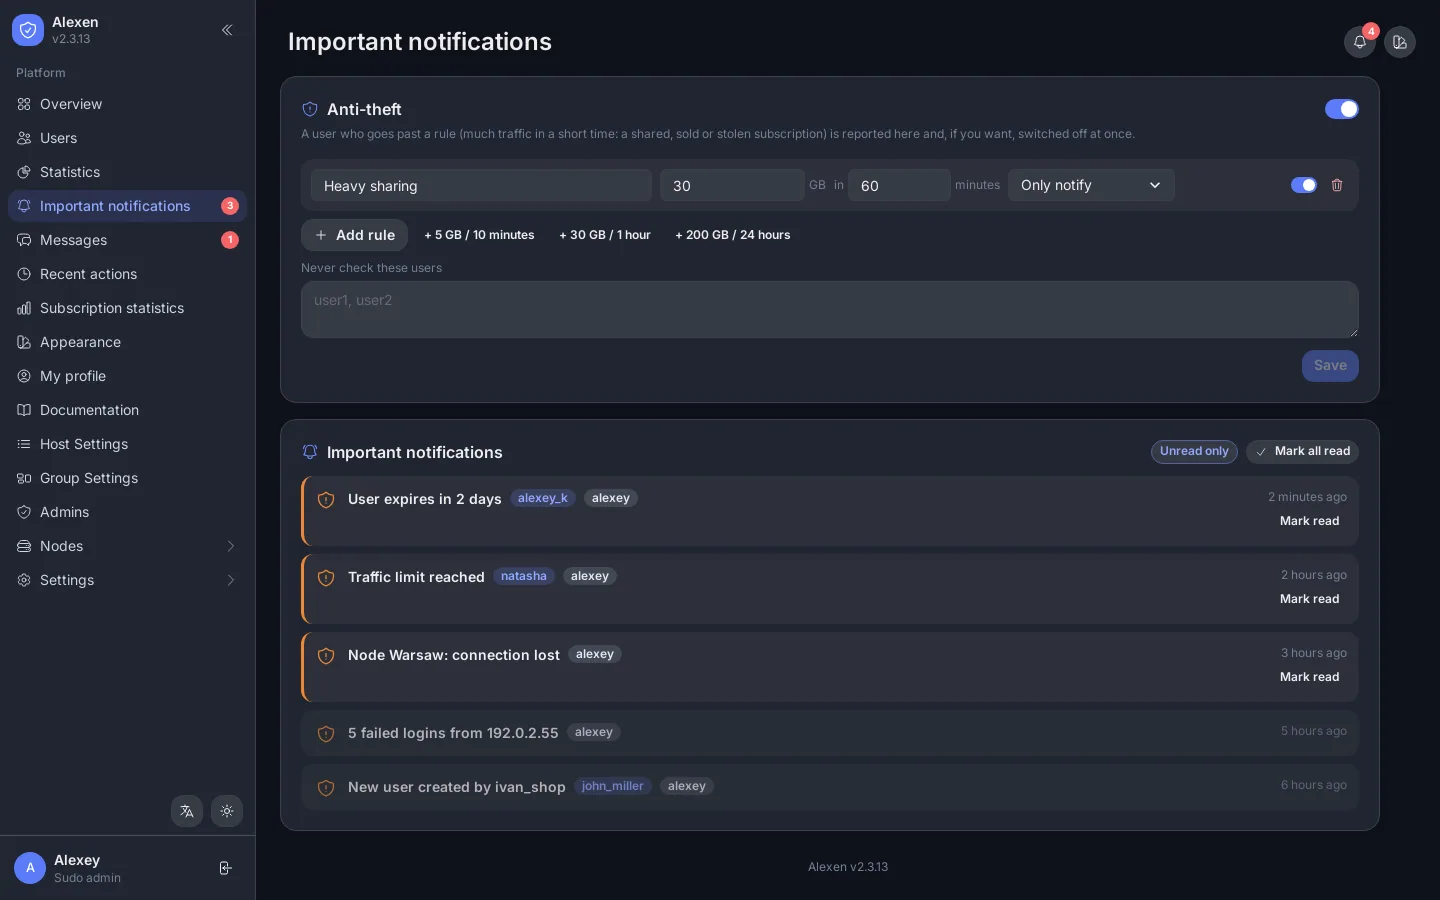 Alexen
v2.3.13
Platform
Overview
Users
Statistics
Important notifications 3
Messages 1
Recent actions
Subscription statistics
Appearance
My profile
Documentation
Host Settings
Group Settings
Admins
Nodes
Settings
A Alexey
Sudo admin
Important notifications
4
Anti-theft
A user who goes past a rule (much traffic in a short time: a shared, sold or stolen subscription) is reported here and, if you want, switched off at once.
Heavy sharing 30 GB in 60 minutes Only notify
Add rule + 5 GB / 10 minutes + 30 GB / 1 hour + 200 GB / 24 hours
Never check these users
user1, user2
Save
Important notifications Unread only Mark all read
User expires in 2 days alexey_k alexey 2 minutes ago
Mark read
Traffic limit reached natasha alexey 2 hours ago
Mark read
Node Warsaw: connection lost alexey 3 hours ago
Mark read
5 failed logins from 192.0.2.55 alexey 5 hours ago
New user created by ivan_shop john_miller alexey 6 hours ago
Alexen v2.3.13